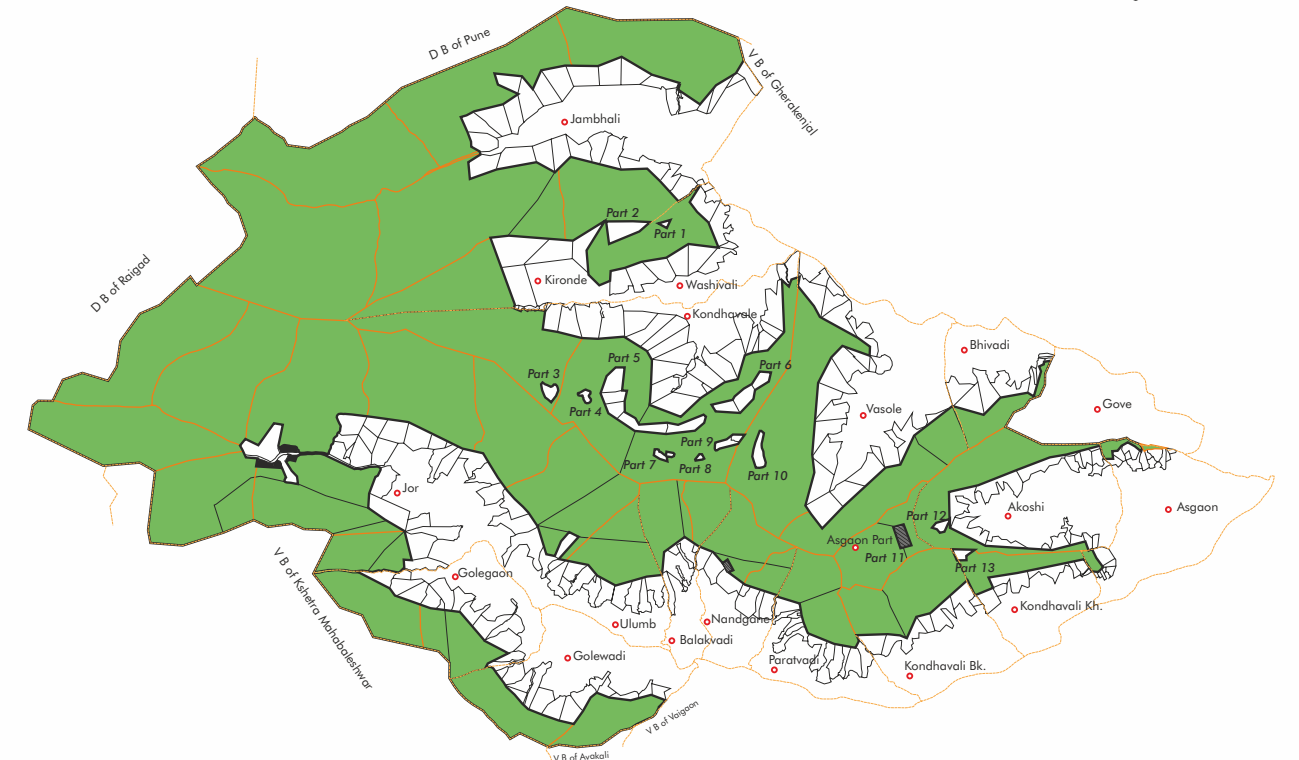 D B of Pune
V B of Gherakenjal
Jambhali
Part 2
Part 1
D B of Raigad
Kironde
Washivali
Kondhavale
Bhivadi
Part 5
Part 6
Part 3
Part 4
Gove
Vasole
Part 9
Part 7
Part 8
Part 10
Jor
Akoshi
Asgaon
Part 12
Asgaon Part
Part 11
Part 13
Golegaon
V B of Kshetra Mahabaleshwar
Kondhavali Kh.
Ulumb
Nandgane
Balakvadi
Golewadi
Paratvadi
Kondhavali Bk.
V B of Vaigaon
V B of Avakali